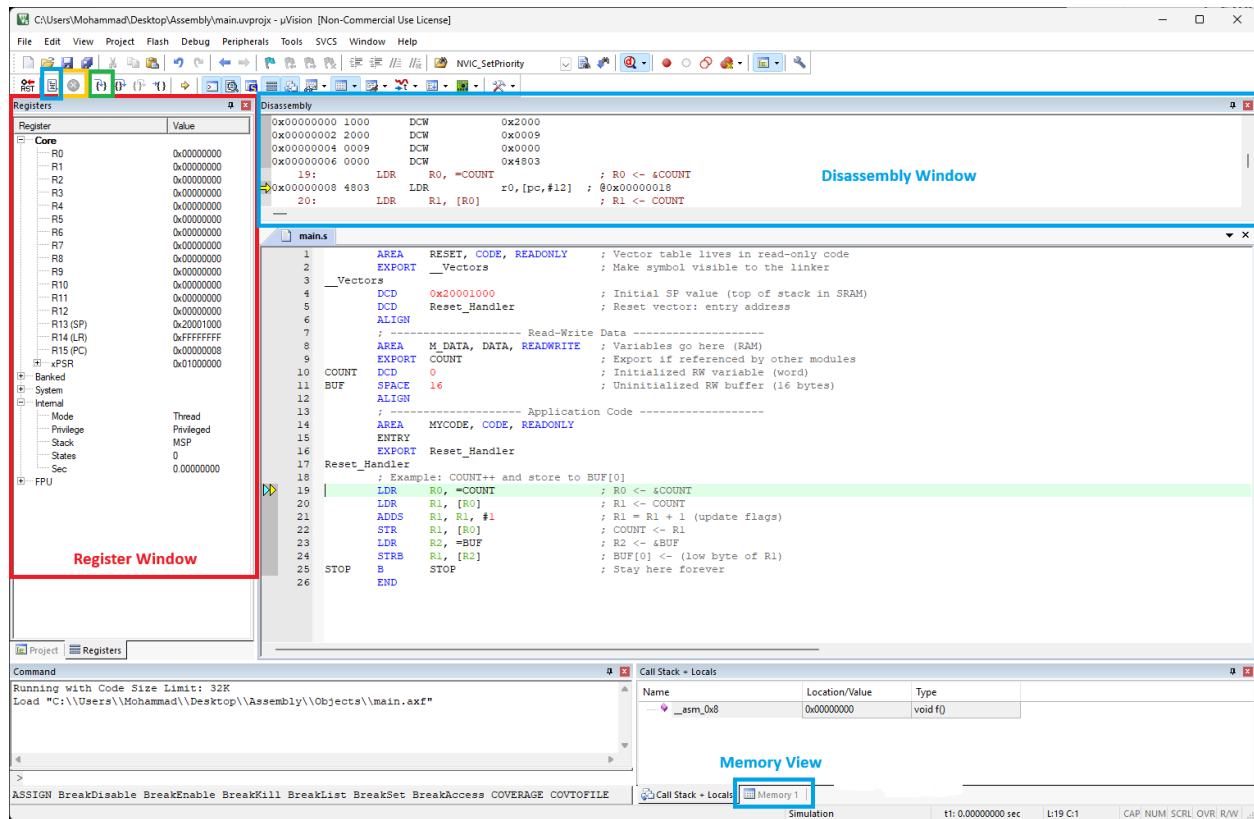 C:\Users\Mohammad\Desktop\Assembly\main.uvprojx - µVision [Non-Commercial Use License]
File Edit View Project Flash Debug Peripherals Tools SVCS Window Help
NVIC_SetPriority
RST
Registers
Register Value
Core
R0 0x00000000
R1 0x00000000
R2 0x00000000
R3 0x00000000
R4 0x00000000
R5 0x00000000
R6 0x00000000
R7 0x00000000
R8 0x00000000
R9 0x00000000
R10 0x00000000
R11 0x00000000
R12 0x00000000
R13 (SP) 0x20001000
R14 (LR) 0xFFFFFFFF
R15 (PC) 0x00000008
xPSR 0x01000000
Banked
System
Internal
Mode Thread
Privilege Privileged
Stack MSP
States 0
Sec 0.00000000
FPU
Register Window
Project Registers
Disassembly
0x00000000 1000 DCW 0x2000
0x00000002 2000 DCW 0x0009
0x00000004 0009 DCW 0x0000
0x00000006 0000 DCW 0x4803
19: LDR R0, =COUNT ; R0 <- &COUNT
0x00000008 4803 LDR r0,[pc,#12] ; @0x00000018
20: LDR R1, [R0] ; R1 <- COUNT
Disassembly Window
main.s
1 AREA RESET, CODE, READONLY ; Vector table lives in read-only code
2 EXPORT __Vectors ; Make symbol visible to the linker
3 __Vectors
4 DCD 0x20001000 ; Initial SP value (top of stack in SRAM)
5 DCD Reset_Handler ; Reset vector: entry address
6 ALIGN
7 ; -------------------- Read-Write Data --------------------
8 AREA M_DATA, DATA, READWRITE ; Variables go here (RAM)
9 EXPORT COUNT ; Export if referenced by other modules
10 COUNT DCD 0 ; Initialized RW variable (word)
11 BUF SPACE 16 ; Uninitialized RW buffer (16 bytes)
12 ALIGN
13 ; -------------------- Application Code -------------------
14 AREA MYCODE, CODE, READONLY
15 ENTRY
16 EXPORT Reset_Handler
17 Reset_Handler
18 ; Example: COUNT++ and store to BUF[0]
19 LDR R0, =COUNT ; R0 <- &COUNT
20 LDR R1, [R0] ; R1 <- COUNT
21 ADDS R1, R1, #1 ; R1 = R1 + 1 (update flags)
22 STR R1, [R0] ; COUNT <- R1
23 LDR R2, =BUF ; R2 <- &BUF
24 STRB R1, [R2] ; BUF[0] <- (low byte of R1)
25 STOP B STOP ; Stay here forever
26 END
Command
Running with Code Size Limit: 32K
Load "C:\\Users\\Mohammad\\Desktop\\Assembly\\Objects\\main.axf"
>
ASSIGN BreakDisable BreakEnable BreakKill BreakList BreakSet BreakAccess COVERAGE COVTOFILE
Call Stack + Locals
Name Location/Value Type
__asm_0x8 0x00000000 void f()
Memory View
Call Stack + Locals Memory 1
Simulation t1: 0.00000000 sec L:19 C:1 CAP NUM SCRL OVR R/W